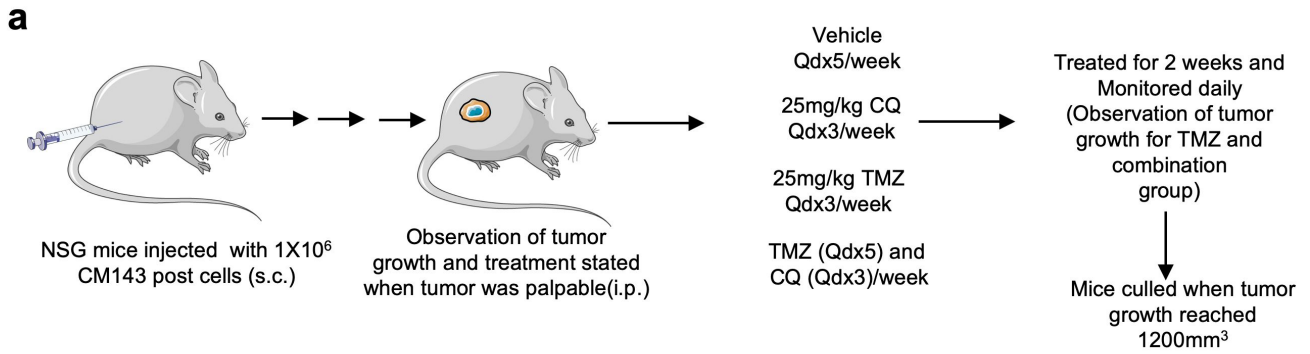 a
NSG mice injected with 1X10⁶
CM143 post cells (s.c.)
Observation of tumor
growth and treatment stated
when tumor was palpable(i.p.)
Vehicle
Qdx5/week
25mg/kg CQ
Qdx3/week
25mg/kg TMZ
Qdx3/week
TMZ (Qdx5) and
CQ (Qdx3)/week
Treated for 2 weeks and
Monitored daily
(Observation of tumor
growth for TMZ and
combination
group)
Mice culled when tumor
growth reached
1200mm³